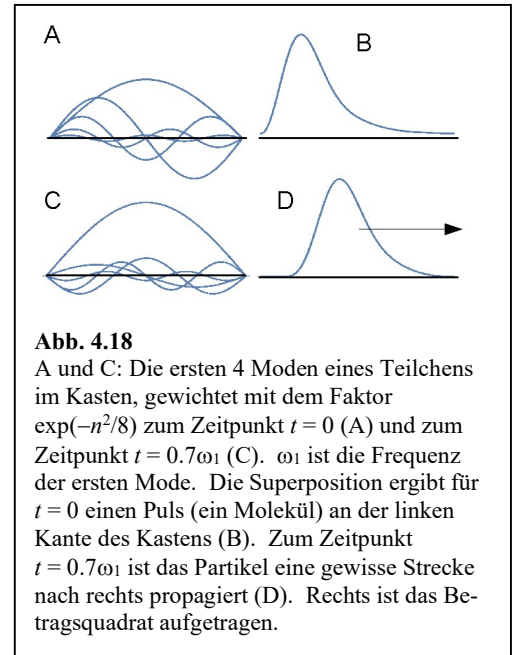 A
B
C
D
Abb. 4.18
A und C: Die ersten 4 Moden eines Teilchens
im Kasten, gewichtet mit dem Faktor
exp(−n²/8) zum Zeitpunkt t = 0 (A) und zum
Zeitpunkt t = 0.7ω₁ (C). ω₁ ist die Frequenz
der ersten Mode. Die Superposition ergibt für
t = 0 einen Puls (ein Molekül) an der linken
Kante des Kastens (B). Zum Zeitpunkt
t = 0.7ω₁ ist das Partikel eine gewisse Strecke
nach rechts propagiert (D). Rechts ist das Be-
tragsquadrat aufgetragen.